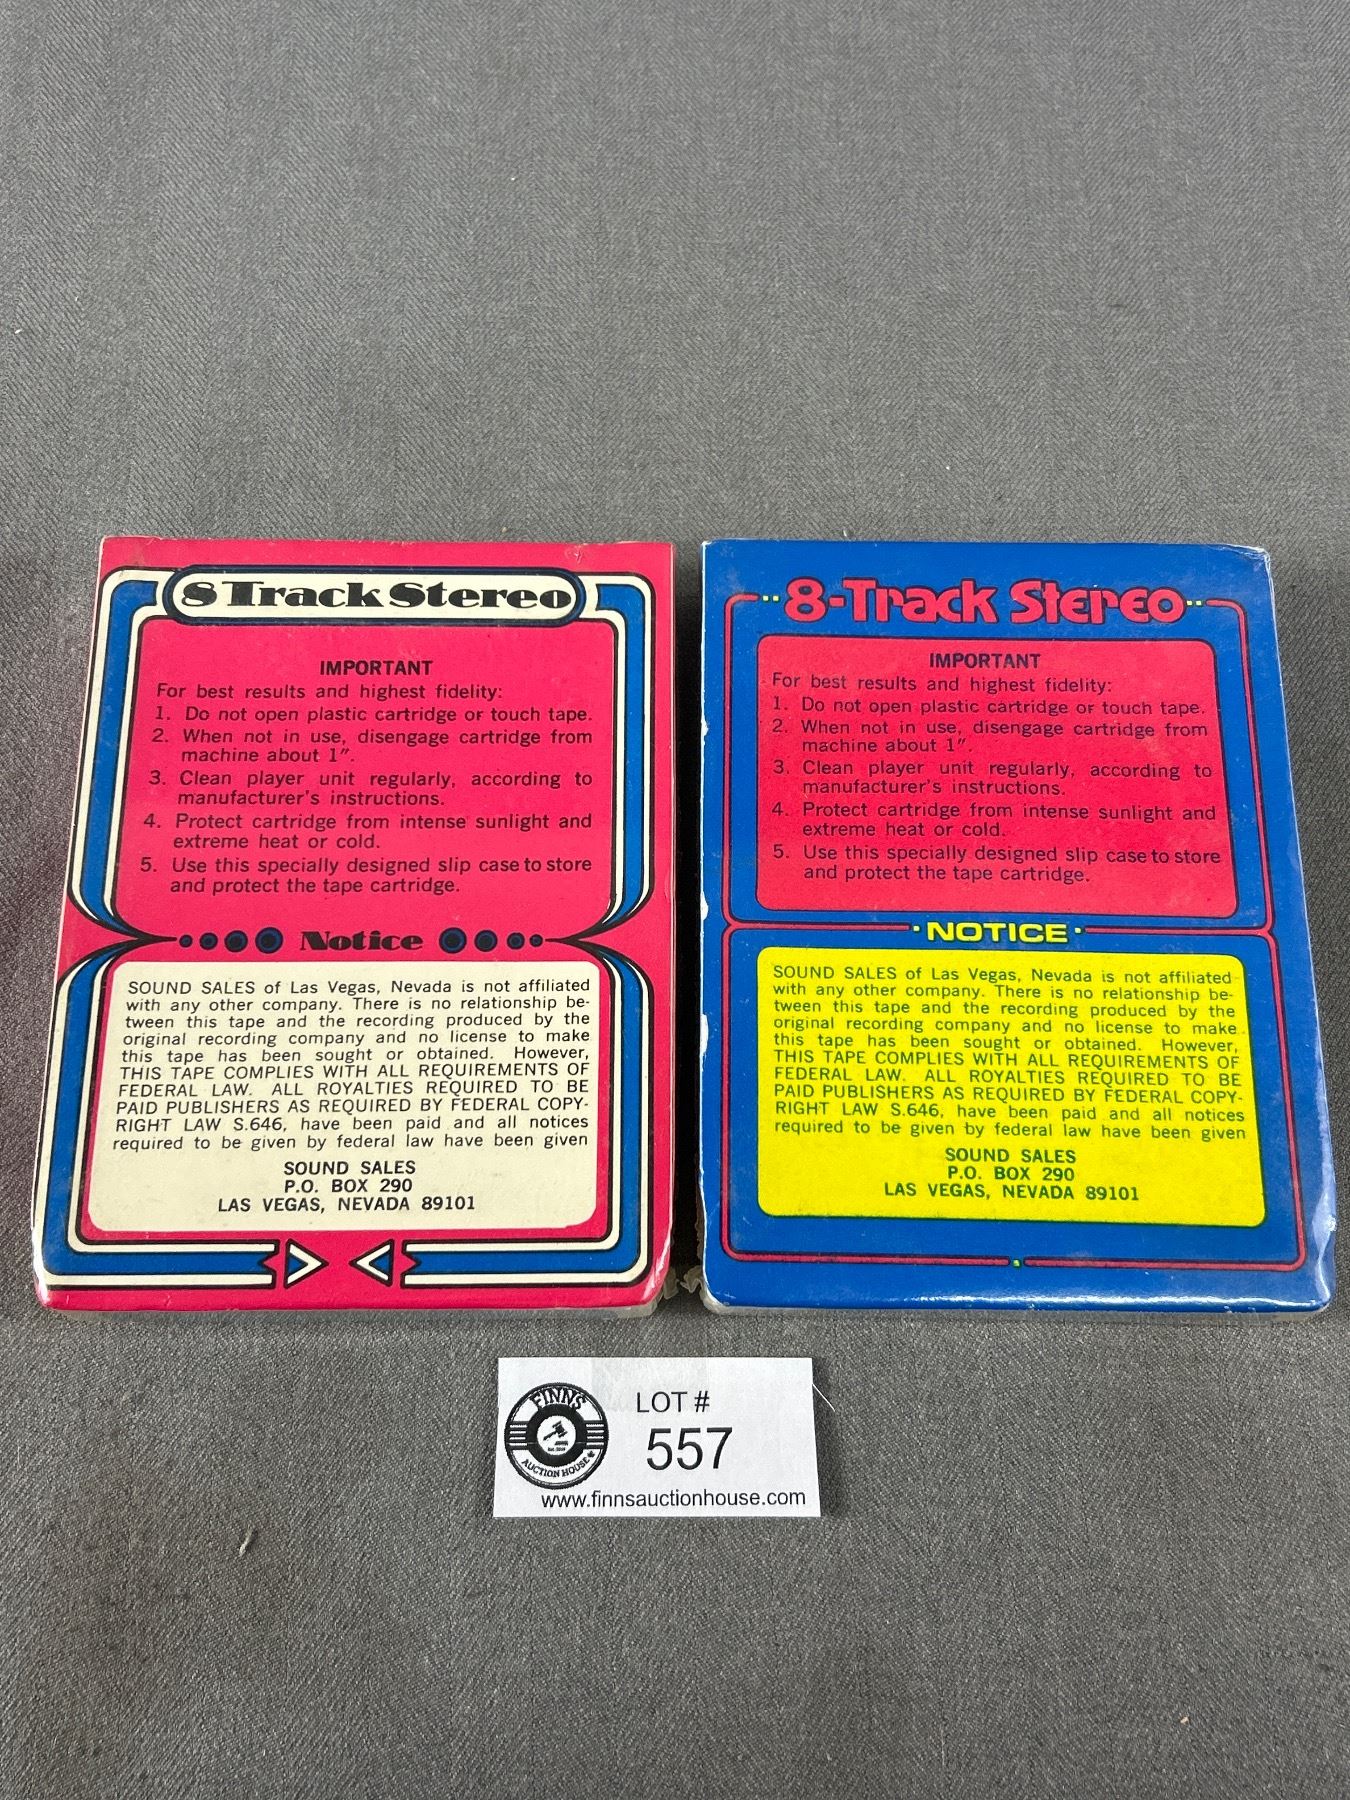 8 Track Stereo
IMPORTANT
For best results and highest fidelity:
1. Do not open plastic cartridge or touch tape.
2. When not in use, disengage cartridge from
machine about 1".
3. Clean player unit regularly, according to
manufacturer's instructions.
4. Protect cartridge from intense sunlight and
extreme heat or cold.
5. Use this specially designed slip case to store
and protect the tape cartridge.
Notice
SOUND SALES of Las Vegas, Nevada is not affiliated
with any other company. There is no relationship be-
tween this tape and the recording produced by the
original recording company and no license to make
this tape has been sought or obtained. However,
THIS TAPE COMPLIES WITH ALL REQUIREMENTS OF
FEDERAL LAW. ALL ROYALTIES REQUIRED TO BE
PAID PUBLISHERS AS REQUIRED BY FEDERAL COPY-
RIGHT LAW S.646, have been paid and all notices
required to be given by federal law have been given
SOUND SALES
P.O. BOX 290
LAS VEGAS, NEVADA 89101
8-Track Stereo
IMPORTANT
For best results and highest fidelity:
1. Do not open plastic cartridge or touch tape.
2. When not in use, disengage cartridge from
machine about 1".
3. Clean player unit regularly, according to
manufacturer's instructions.
4. Protect cartridge from intense sunlight and
extreme heat or cold.
5. Use this specially designed slip case to store
and protect the tape cartridge.
NOTICE
SOUND SALES of Las Vegas, Nevada is not affiliated
with any other company. There is no relationship be-
tween this tape and the recording produced by the
original recording company and no license to make
this tape has been sought or obtained. However,
THIS TAPE COMPLIES WITH ALL REQUIREMENTS OF
FEDERAL LAW. ALL ROYALTIES REQUIRED TO BE
PAID PUBLISHERS AS REQUIRED BY FEDERAL COPY-
RIGHT LAW S.646, have been paid and all notices
required to be given by federal law have been given
SOUND SALES
P.O. BOX 290
LAS VEGAS, NEVADA 89101
FINNS
AUCTION HOUSE
LOT #
557
www.finnsauctionhouse.com